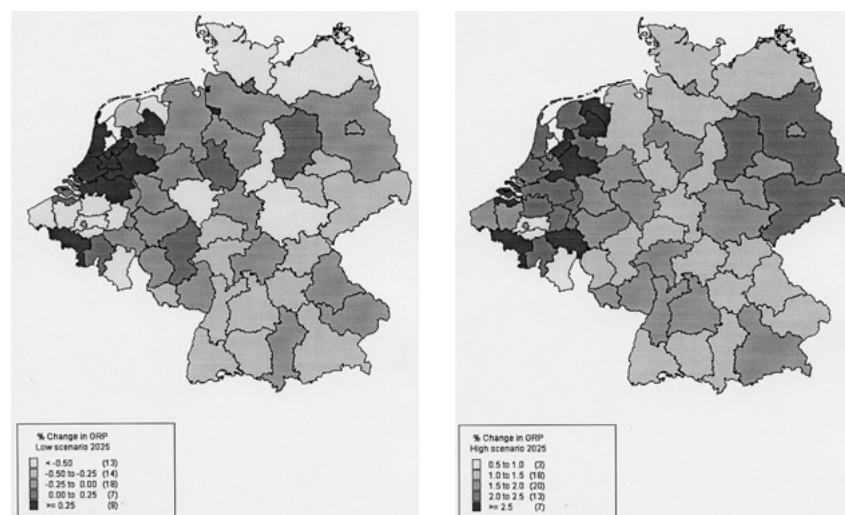 % Change in GRP
Low scenario 2025
< -0.50 (13)
-0.50 to -0.25 (14)
-0.25 to 0.00 (18)
0.00 to 0.25 (7)
>= 0.25 (9)
% Change in GRP
High scenario 2025
0.5 to 1.0 (3)
1.0 to 1.5 (18)
1.5 to 2.0 (20)
2.0 to 2.5 (13)
>= 2.5 (7)